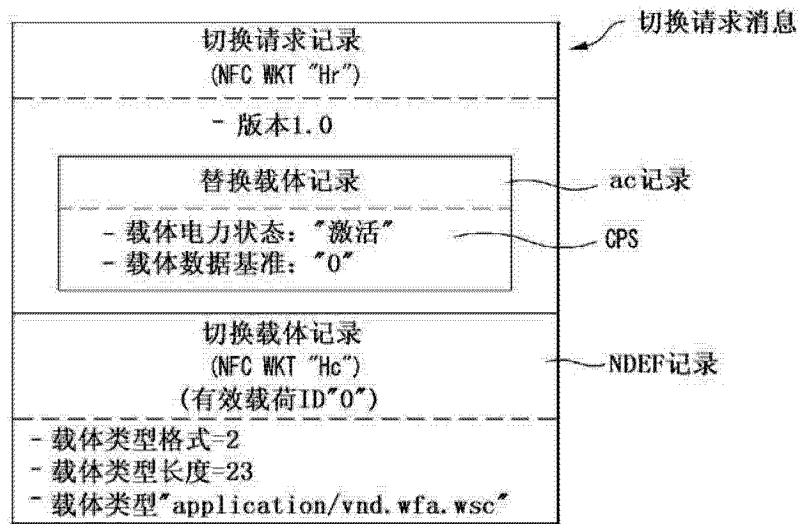 切换请求消息
切换请求记录
(NFC WKT "Hr")
- 版本1.0
替换载体记录
ac记录
- 载体电力状态："激活"
CPS
- 载体数据基准："0"
切换载体记录
(NFC WKT "Hc")
NDEF记录
(有效载荷ID"0")
- 载体类型格式=2
- 载体类型长度=23
- 载体类型"application/vnd.wfa.wsc"